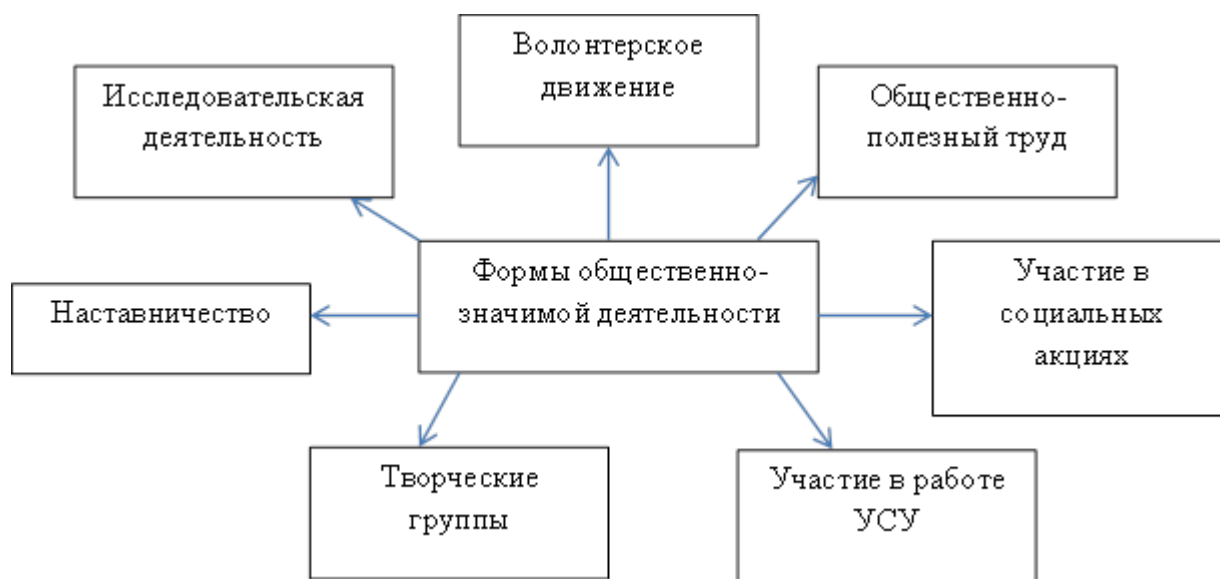 Волонтерское
движение
Исследовательская
деятельность
Общественно-
полезный труд
Формы общественно-
значимой деятельности
Участие в
социальных
акциях
Наставничество
Творческие
группы
Участие в работе
УСУ